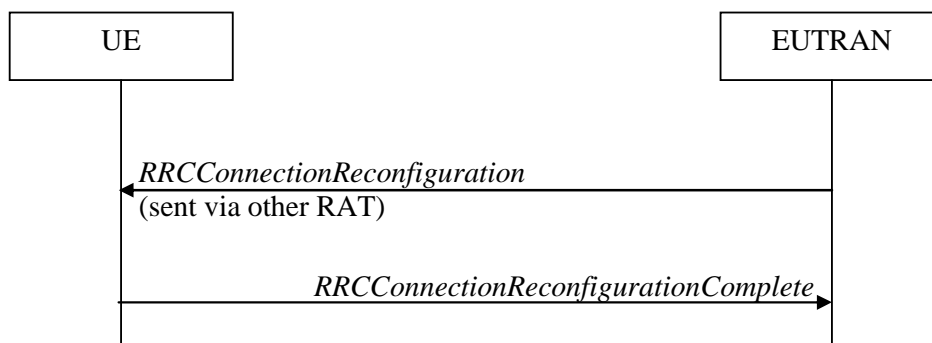 UE
EUTRAN
RRCConnectionReconfiguration
(sent via other RAT)
RRCConnectionReconfigurationComplete